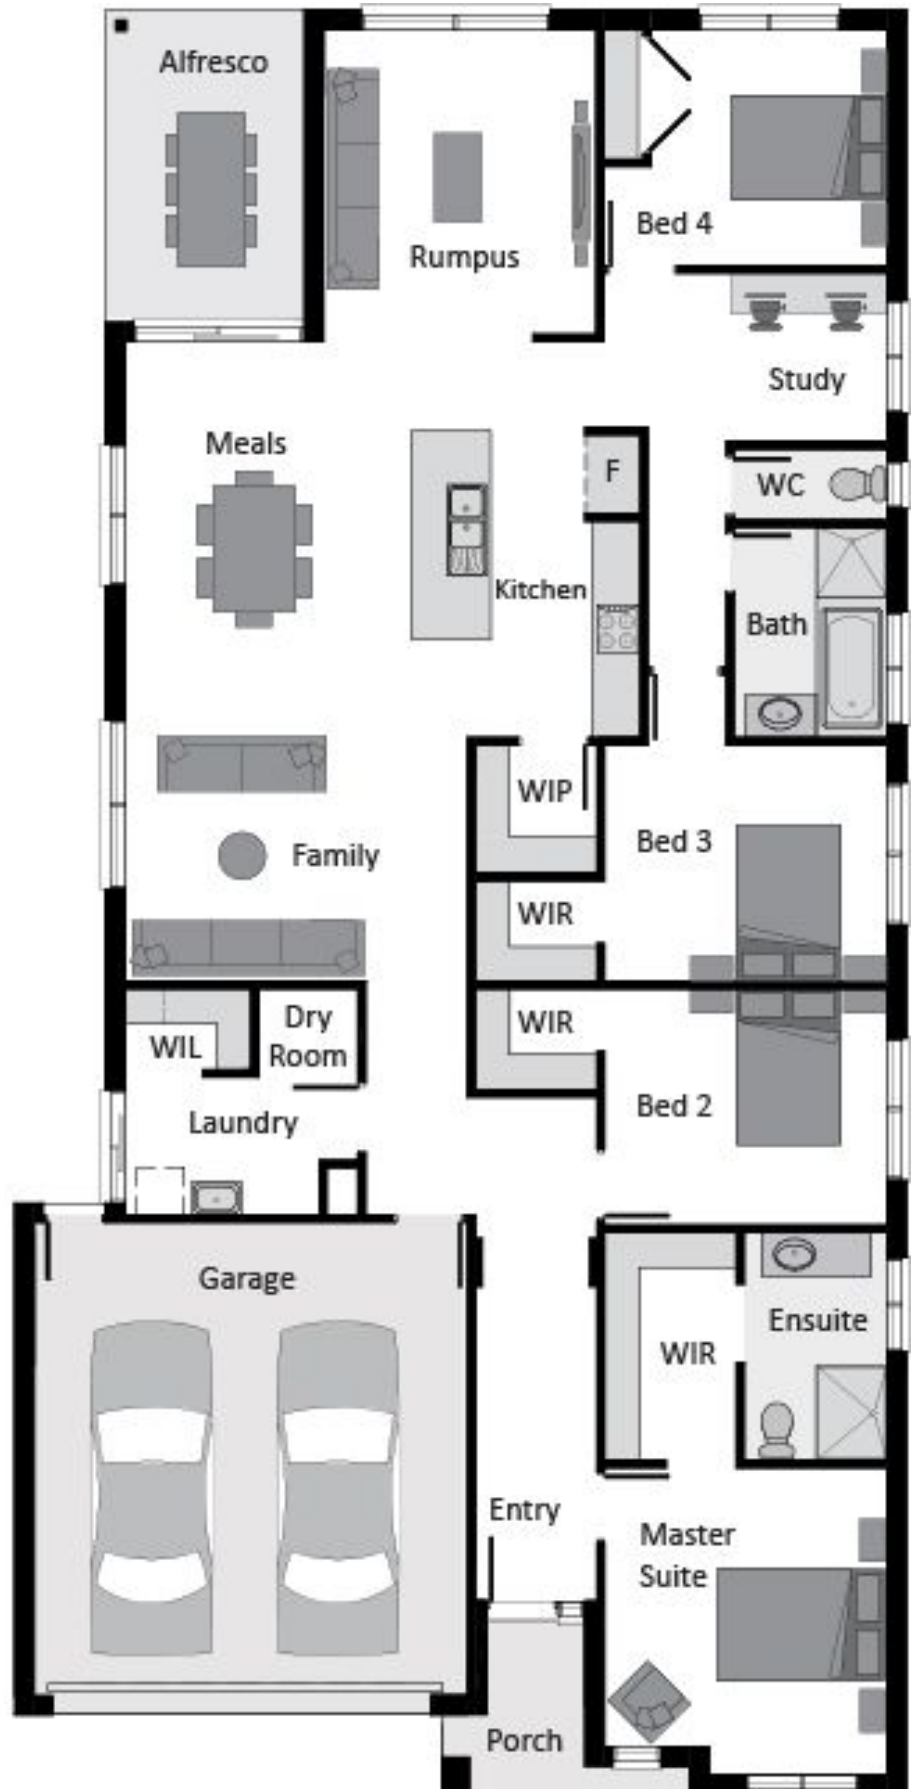 Alfresco
Rumpus
Bed 4
Study
Meals
F
WC
Kitchen
Bath
WIP
Bed 3
Family
WIR
WIR
Dry
Room
WIL
Bed 2
Laundry
Garage
Ensuite
WIR
Entry
Master
Suite
Porch